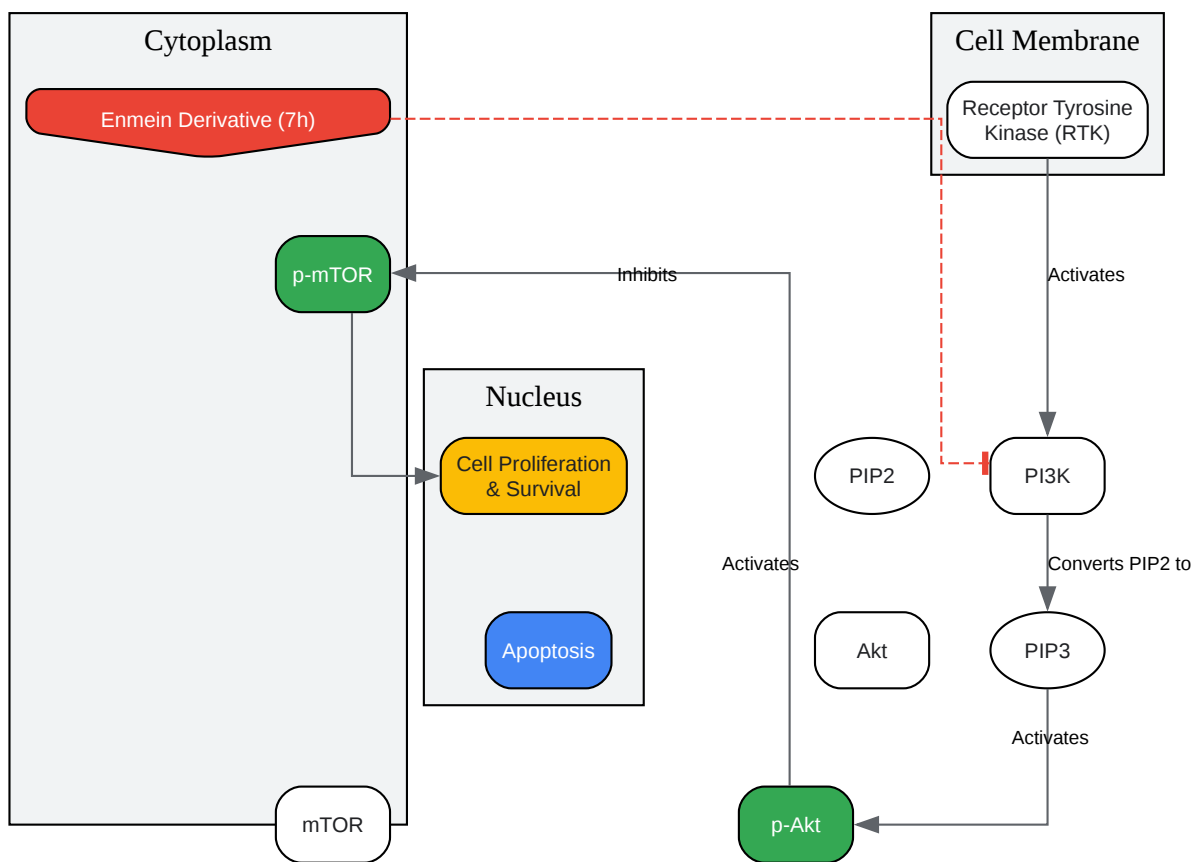 Cytoplasm
Cell Membrane
Enmein Derivative (7h)
Receptor Tyrosine
Kinase (RTK)
p-mTOR
Inhibits
Activates
Nucleus
Cell Proliferation
& Survival
PIP2
PI3K
Activates
Converts PIP2 to
Apoptosis
Akt
PIP3
Activates
mTOR
p-Akt